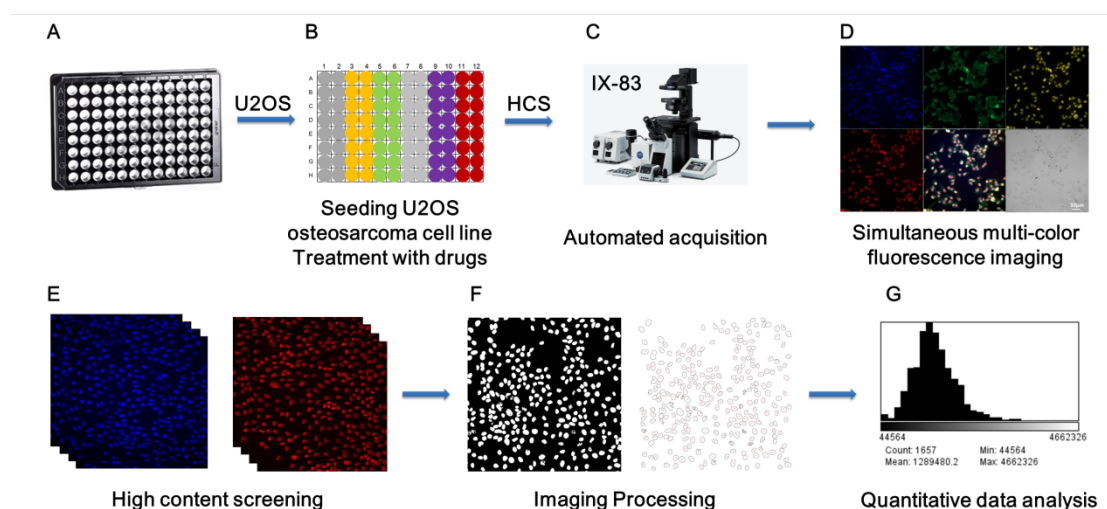 A
B
C
D
1 2 3 4 5 6 7 8 9 10 11 12
A
B
C
D
E
F
G
H
U2OS
HCS
IX-83
50μm
Seeding U2OS
osteosarcoma cell line
Treatment with drugs
Automated acquisition
Simultaneous multi-color
fluorescence imaging
E
F
G
44564
4662326
Count: 1657
Min: 44564
Mean: 1289480.2
Max: 4662326
High content screening
Imaging Processing
Quantitative data analysis